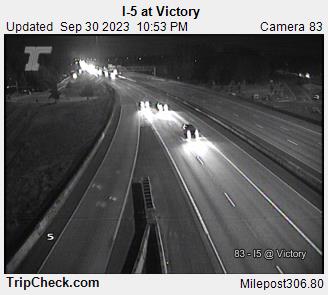 I-5 at Victory
Updated Sep 30 2023 10:53 PM
Camera 83
T
S
83 - I5 @ Victory
TripCheck.com
Milepost306.80